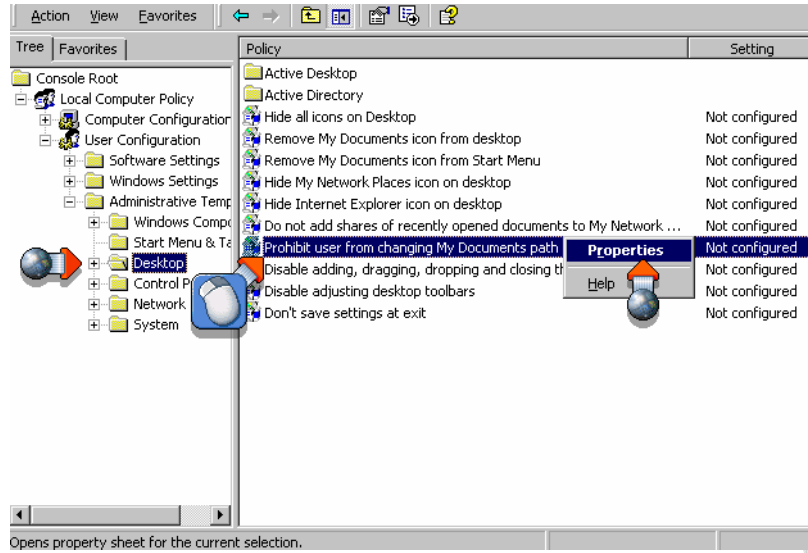 Action View Favorites
Tree Favorites
Policy Setting
Console Root
Local Computer Policy
Computer Configuration
User Configuration
Software Settings
Windows Settings
Administrative Temp
Windows Compo
Start Menu & Ta
Desktop
Control P
Network
System
Active Desktop
Active Directory
Hide all icons on Desktop Not configured
Remove My Documents icon from desktop Not configured
Remove My Documents icon from Start Menu Not configured
Hide My Network Places icon on desktop Not configured
Hide Internet Explorer icon on desktop Not configured
Do not add shares of recently opened documents to My Network ... Not configured
Prohibit user from changing My Documents path Not configured
Disable adding, dragging, dropping and closing th Not configured
Disable adjusting desktop toolbars Not configured
Don't save settings at exit Not configured
Properties
Help
Opens property sheet for the current selection.